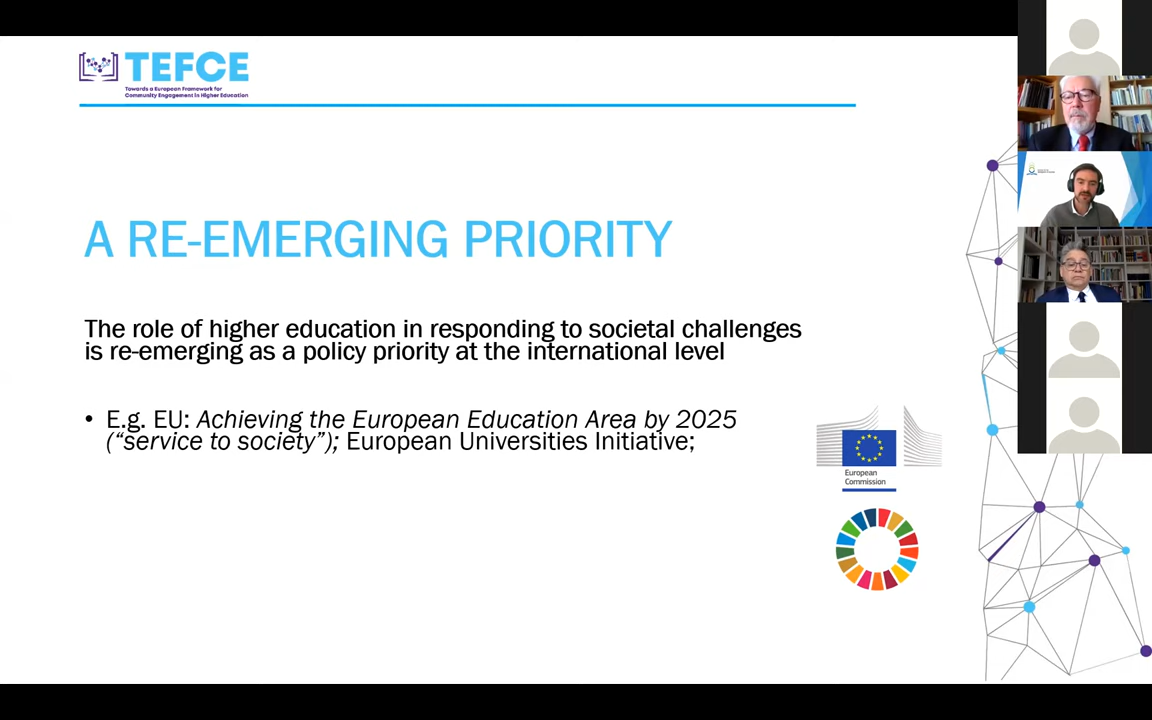 TEFCE
Towards a European Framework for
Community Engagement in Higher Education
A RE-EMERGING PRIORITY
The role of higher education in responding to societal challenges
is re-emerging as a policy priority at the international level
• E.g. EU: Achieving the European Education Area by 2025
(“service to society”); European Universities Initiative;
European
Commission